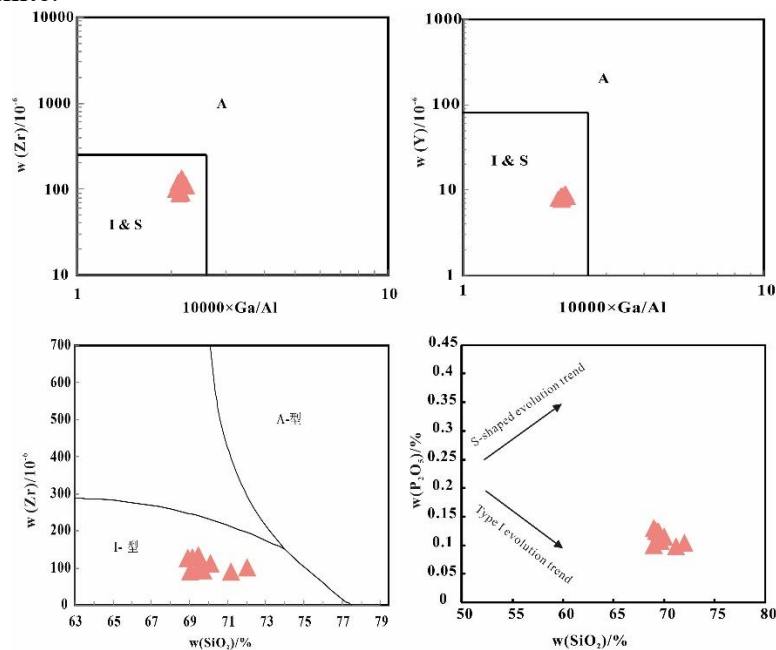 10000
1000
100
10
w (Zr)/10⁻⁶
A
I & S
1
10
10000×Ga/Al
1000
100
10
1
w (Y)/10⁻⁶
A
I & S
1
10
10000×Ga/Al
700
600
500
400
300
200
100
0
w (Zr)/10⁻⁶
A-型
I-型
63 65 67 69 71 73 75 77 79
w(SiO₂)/%
0.45
0.4
0.35
0.3
0.25
0.2
0.15
0.1
0.05
0
w(P₂O₅)/%
S-shaped evolution trend
Type I evolution trend
50 55 60 65 70 75 80
w(SiO₂)/%